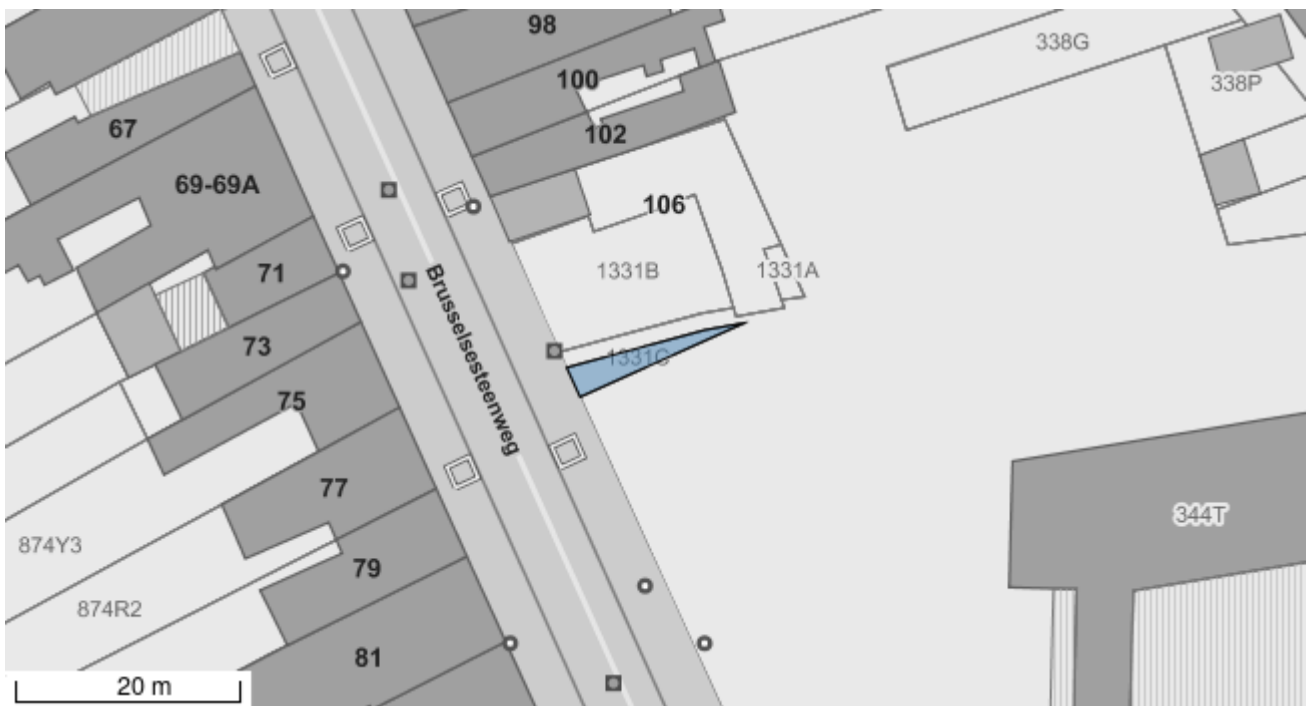 98
338G
100
338P
67
102
69-69A
106
1331B
1331A
71
Brusselsesteenweg
73
1331C
75
77
344T
874Y3
79
874R2
81
20 m